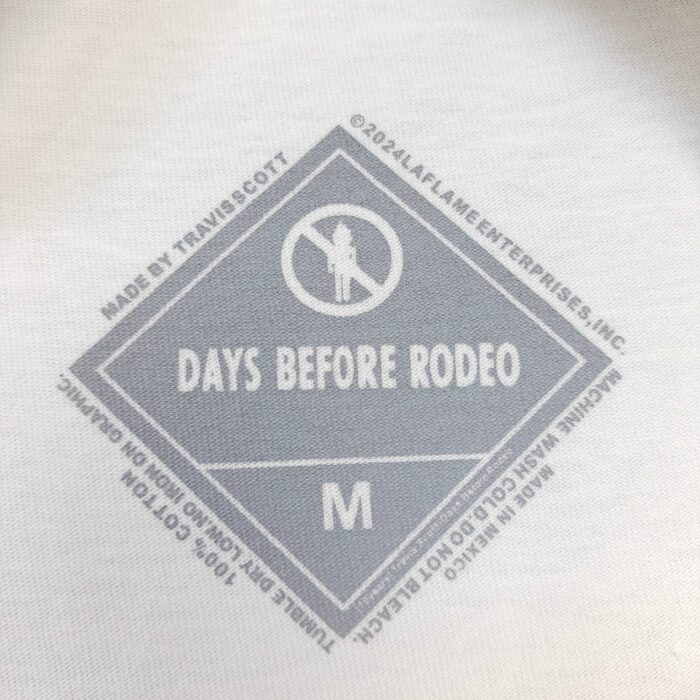 MADE BY TRAVISSCOTT
©2024LAFLAMEENTERPRISES,INC.
DAYS BEFORE RODEO
M
100% COTTON
TUMBLE DRY LOW.NO IRON ON GRAPHIC.
MACHINE WASH COLD.DO NOT BLEACH.
MADE IN MEXICO